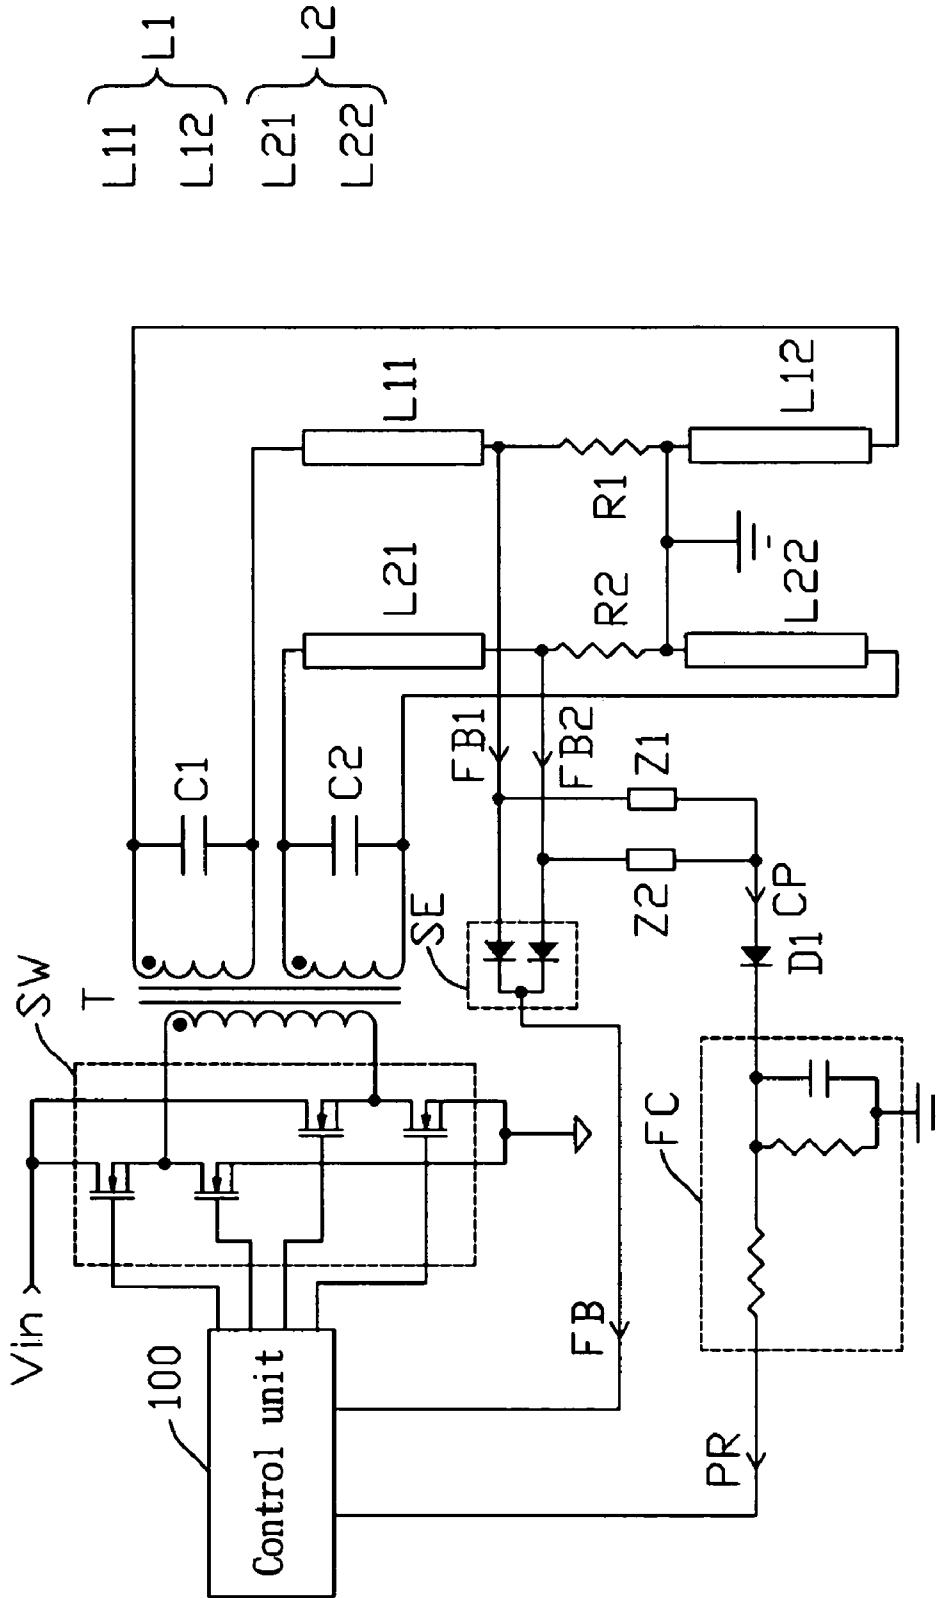 L11
L12
L1
L21
L22
L2
Vin
SW
T
C1
C2
L11
L21
L12
L22
R1
R2
FB1
FB2
Z1
Z2
SE
CP
D1
FC
100
Control unit
FB
PR